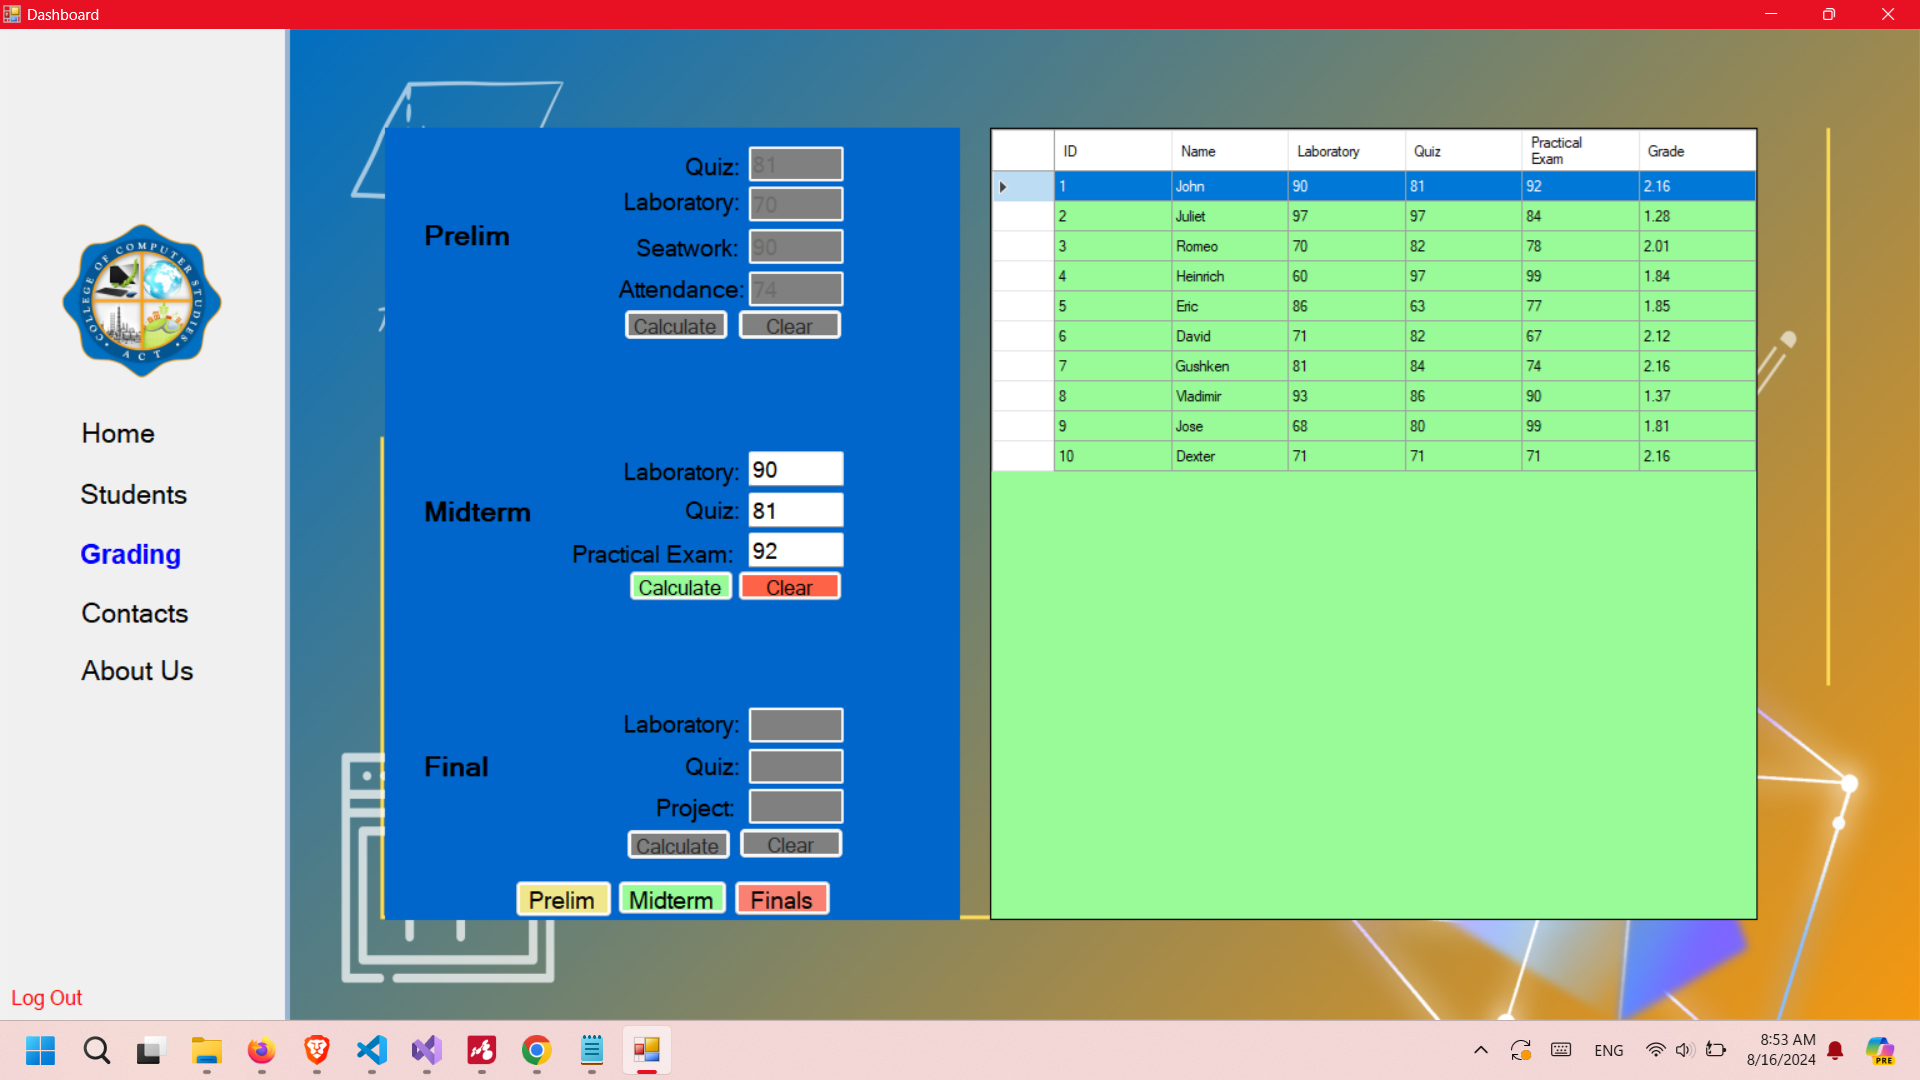 Dashboard
COLLEGE OF COMPUTER STUDIES
ACT
Home
Students
Grading
Contacts
About Us
Log Out
Prelim
Quiz: 81
Laboratory: 70
Seatwork: 90
Attendance: 74
Calculate Clear
Midterm
Laboratory: 90
Quiz: 81
Practical Exam: 92
Calculate Clear
Final
Laboratory:
Quiz:
Project:
Calculate Clear
Prelim Midterm Finals
ID Name Laboratory Quiz Practical Exam Grade
1 John 90 81 92 2.16
2 Juliet 97 97 84 1.28
3 Romeo 70 82 78 2.01
4 Heinrich 60 97 99 1.84
5 Eric 86 63 77 1.85
6 David 71 82 67 2.12
7 Gushken 81 84 74 2.16
8 Vladimir 93 86 90 1.37
9 Jose 68 80 99 1.81
10 Dexter 71 71 71 2.16
ENG
8:53 AM
8/16/2024
PRE